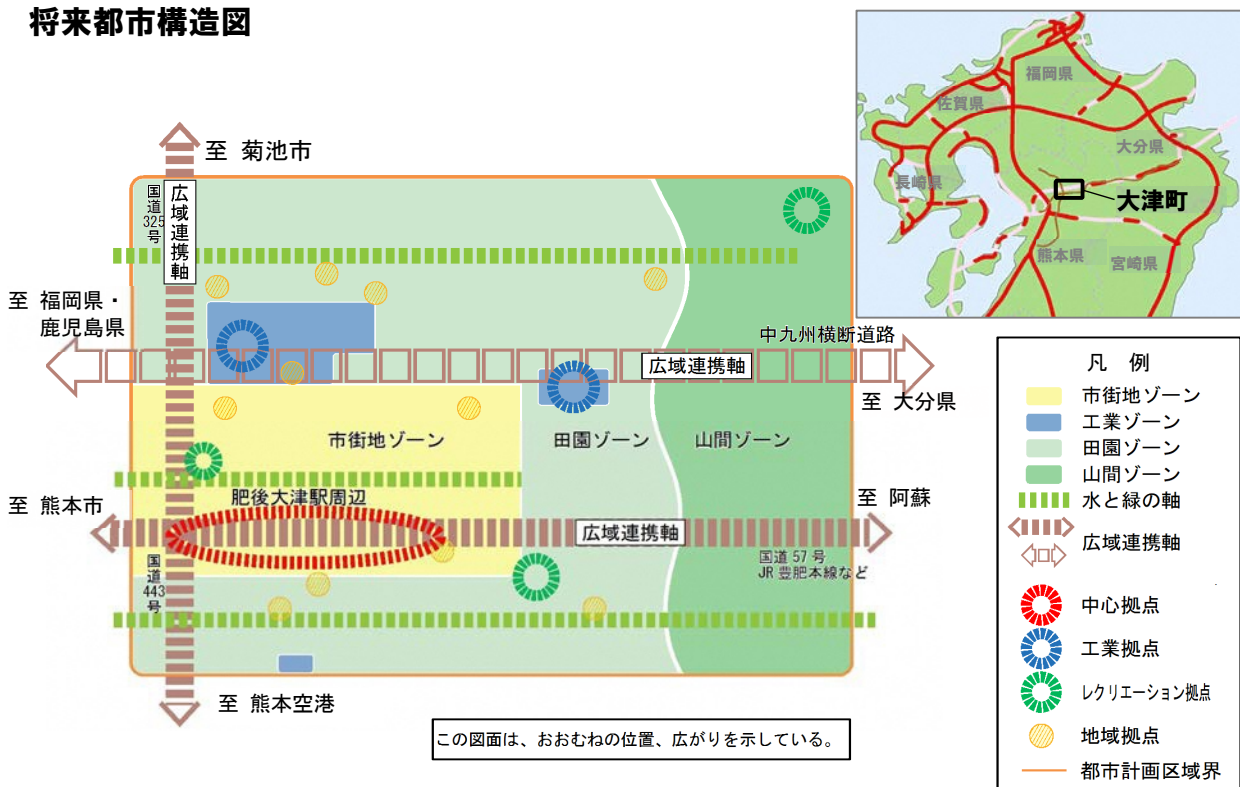 将来都市構造図
福岡県
佐賀県
大分県
長崎県
大津町
熊本県
宮崎県
至 菊池市
国道
325
号
広域連携軸
至 福岡県・
鹿児島県
中九州横断道路
広域連携軸
至 大分県
市街地ゾーン
田園ゾーン
山間ゾーン
肥後大津駅周辺
至 熊本市
至 阿蘇
広域連携軸
国道 57 号
JR 豊肥本線など
国道
443
号
至 熊本空港
この図面は、おおむねの位置、広がりを示している。
凡 例
市街地ゾーン
工業ゾーン
田園ゾーン
山間ゾーン
水と緑の軸
広域連携軸
中心拠点
工業拠点
レクリエーション拠点
地域拠点
都市計画区域界